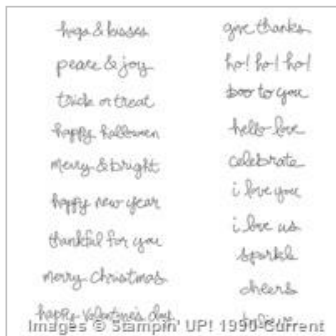 hugs & kisses
peace & joy
trick or treat
happy halloween
merry & bright
happy new year
thankful for you
merry christmas
happy valentine's day
give thanks
ho! ho! ho!
boo to you
hello love
celebrate
i love you
i love us
sparkle
cheers
believe
Images © Stampin' UP! 1990-Current